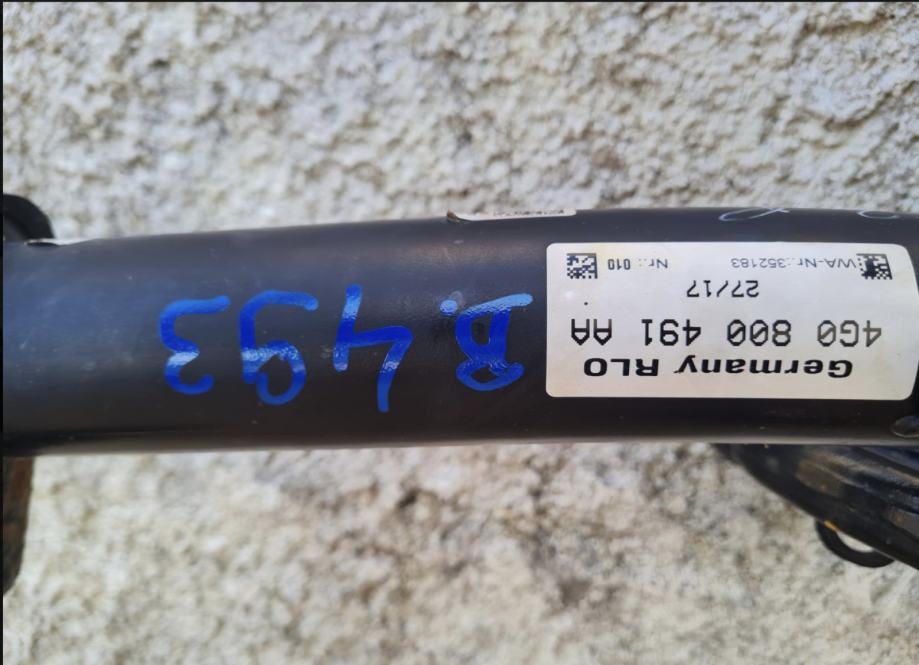 Germany RLO
4G0 800 491 AA
27/17
WA-Nr.:352183 Nr.: 010
B.493